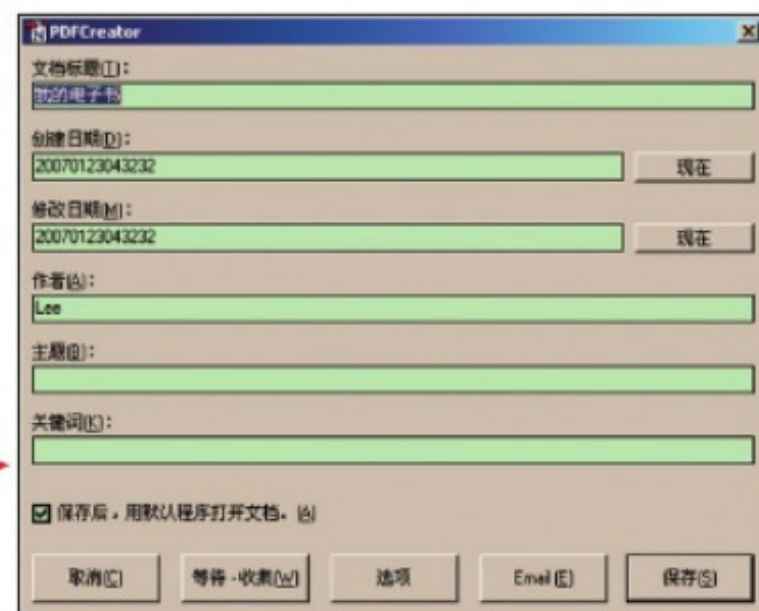 PDFCreator
文档标题(T):
我的电子书
创建日期(D):
20070123043232
现在
修改日期(M):
20070123043232
现在
作者(A):
Lee
主题(B):
关键词(K):
保存后，用默认程序打开文档。(A)
取消(C) 等待-收集(W) 选项 Email (E) 保存(S)